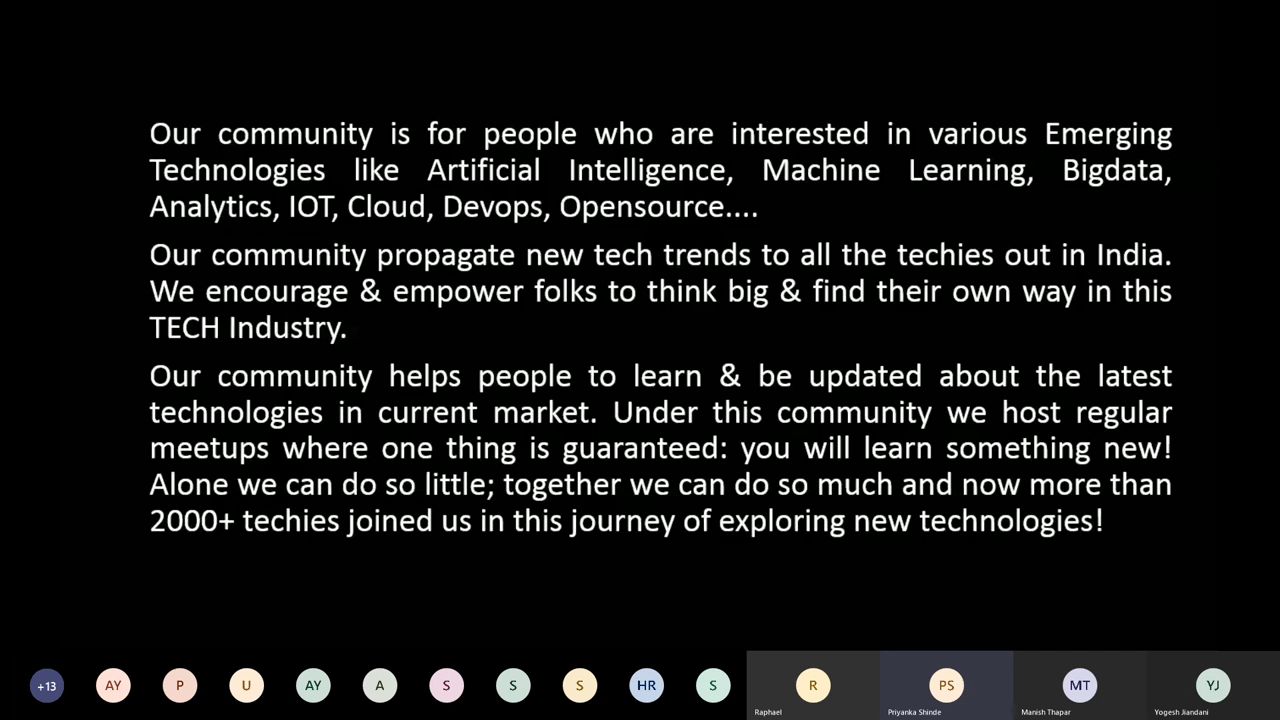 Our community is for people who are interested in various Emerging
Technologies like Artificial Intelligence, Machine Learning, Bigdata,
Analytics, IOT, Cloud, Devops, Opensource....
Our community propagate new tech trends to all the techies out in India.
We encourage & empower folks to think big & find their own way in this
TECH Industry.
Our community helps people to learn & be updated about the latest
technologies in current market. Under this community we host regular
meetups where one thing is guaranteed: you will learn something new!
Alone we can do so little; together we can do so much and now more than
2000+ techies joined us in this journey of exploring new technologies!
+13 AY P U AY A S S S HR S R PS MT YJ
Raphael Priyanka Shinde Manish Thapar Yogesh Jiandani